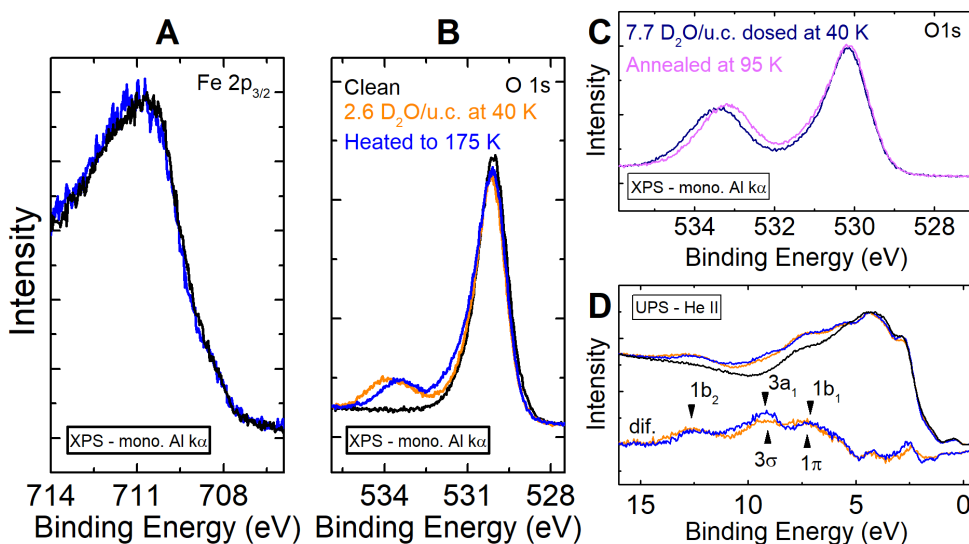 A
Fe 2p3/2
Intensity
XPS - mono. Al kα
714 711 708
Binding Energy (eV)
B
Clean O 1s
2.6 D2O/u.c. at 40 K
Heated to 175 K
XPS - mono. Al kα
534 532 530 528
Binding Energy (eV)
C
7.7 D2O/u.c. dosed at 40 K O1s
Annealed at 95 K
Intensity
XPS - mono. Al kα
534 532 530 528
Binding Energy (eV)
D
UPS - He II
Intensity
1b2 3a1 1b1
dif.
3σ 1π
15 10 5 0
Binding Energy (eV)